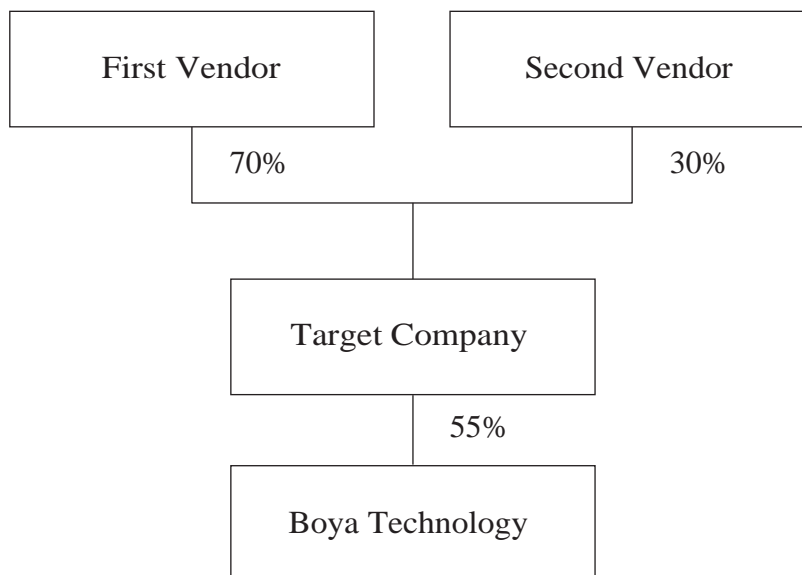 First Vendor
Second Vendor
70%
30%
Target Company
55%
Boya Technology